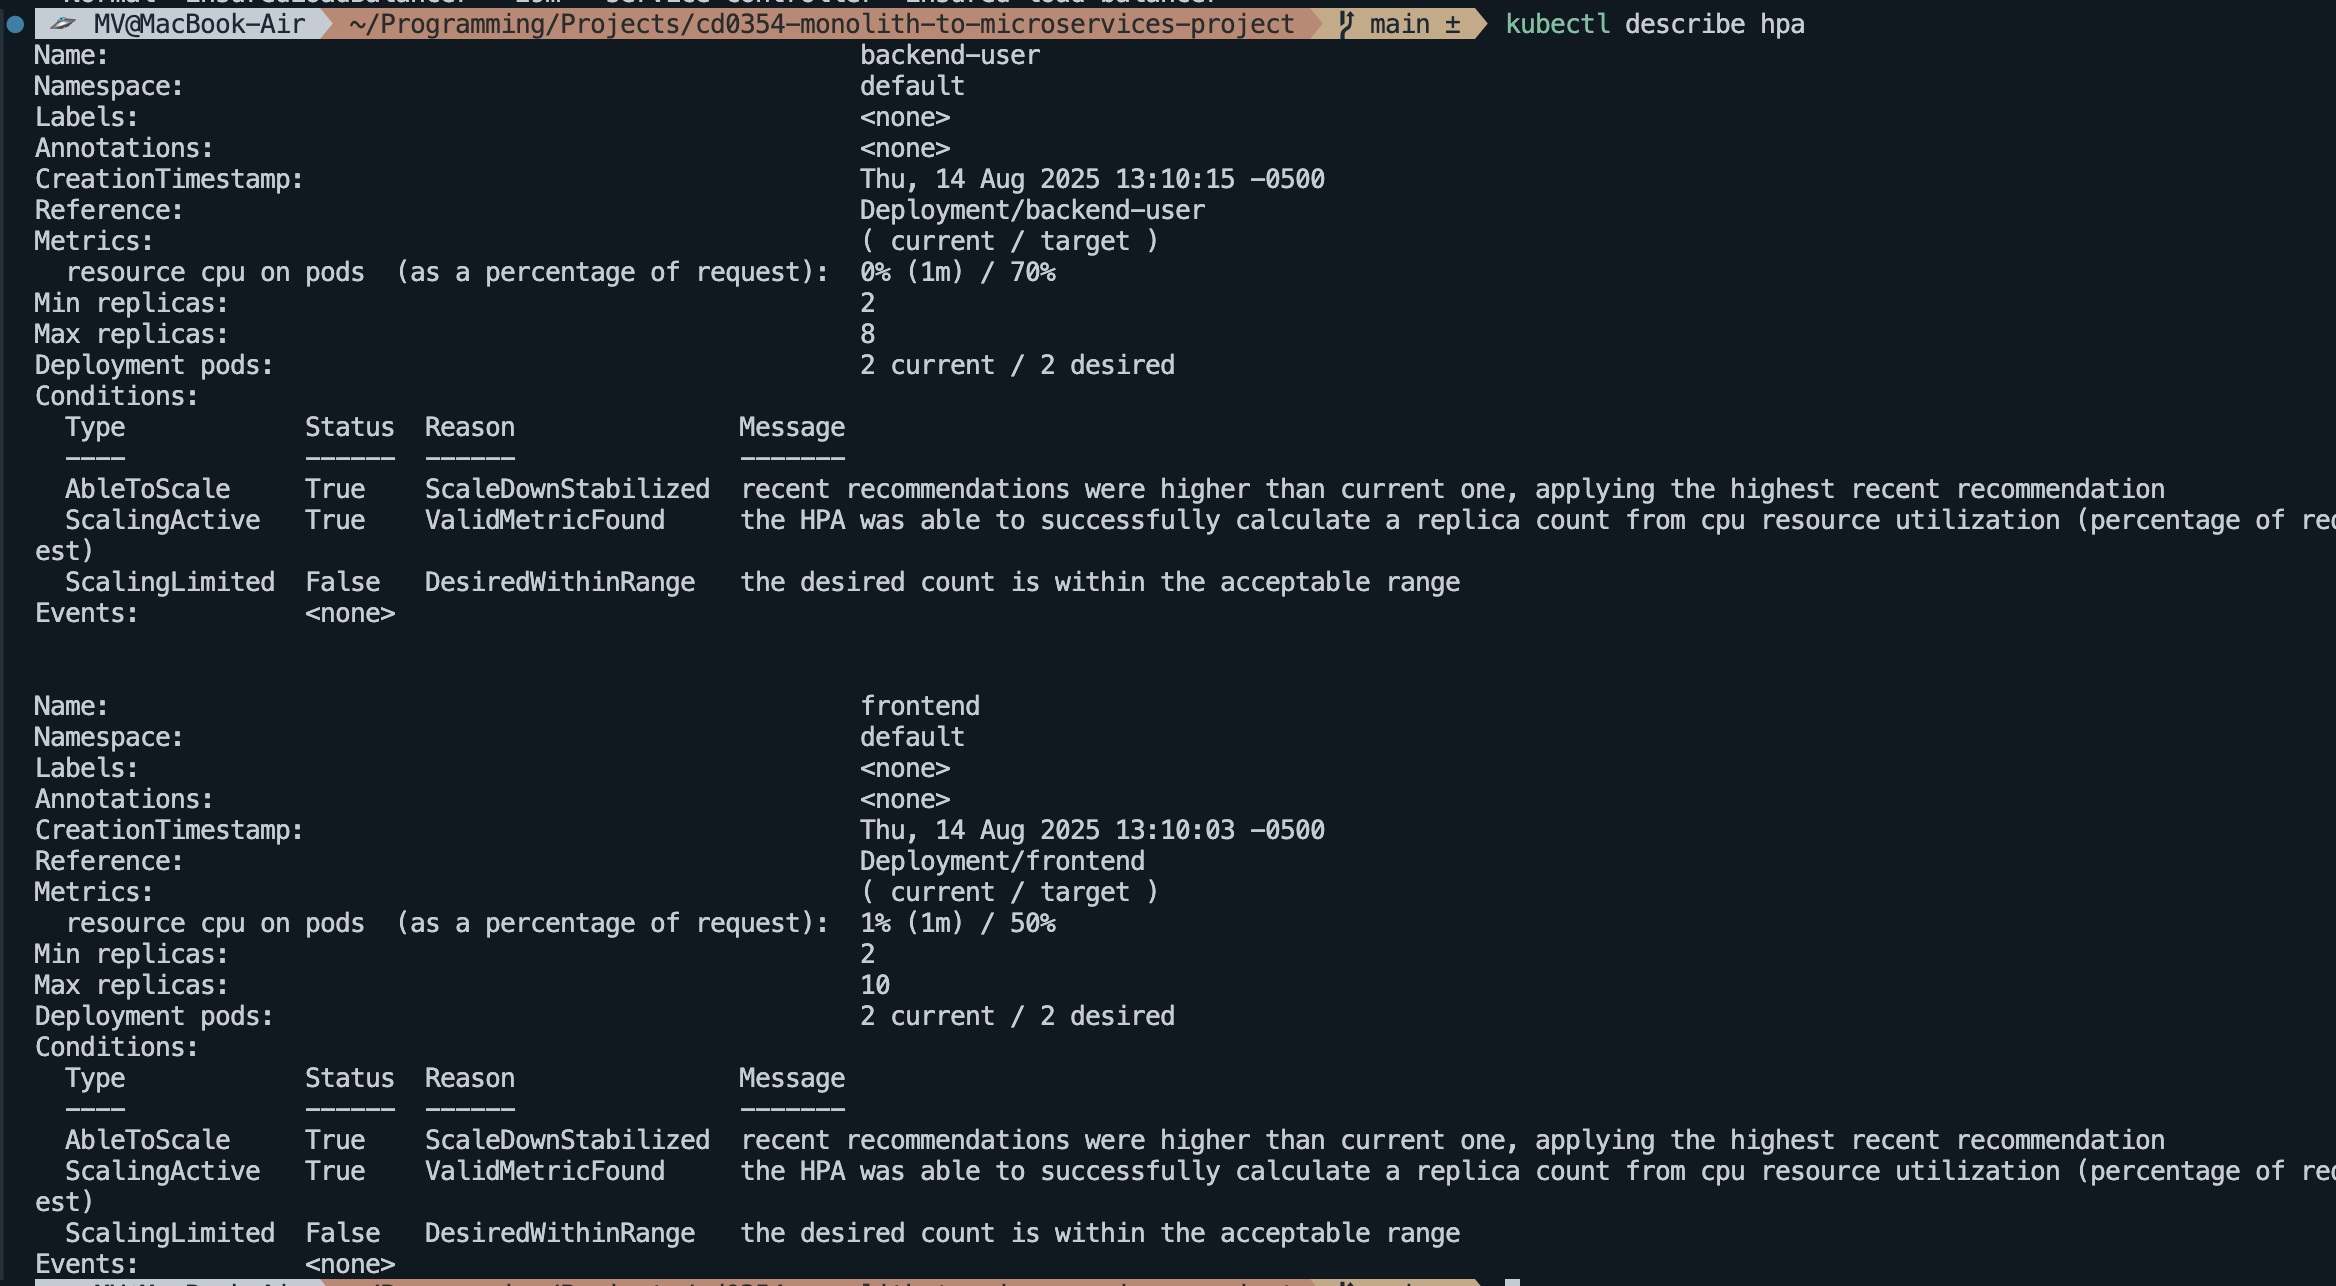 MV@MacBook-Air ~/Programming/Projects/cd0354-monolith-to-microservices-project main ± kubectl describe hpa
Name: backend-user
Namespace: default
Labels: <none>
Annotations: <none>
CreationTimestamp: Thu, 14 Aug 2025 13:10:15 -0500
Reference: Deployment/backend-user
Metrics: ( current / target )
resource cpu on pods (as a percentage of request): 0% (1m) / 70%
Min replicas: 2
Max replicas: 8
Deployment pods: 2 current / 2 desired
Conditions:
Type Status Reason Message
---- ------ ------ -------
AbleToScale True ScaleDownStabilized recent recommendations were higher than current one, applying the highest recent recommendation
ScalingActive True ValidMetricFound the HPA was able to successfully calculate a replica count from cpu resource utilization (percentage of requ
est)
ScalingLimited False DesiredWithinRange the desired count is within the acceptable range
Events: <none>
Name: frontend
Namespace: default
Labels: <none>
Annotations: <none>
CreationTimestamp: Thu, 14 Aug 2025 13:10:03 -0500
Reference: Deployment/frontend
Metrics: ( current / target )
resource cpu on pods (as a percentage of request): 1% (1m) / 50%
Min replicas: 2
Max replicas: 10
Deployment pods: 2 current / 2 desired
Conditions:
Type Status Reason Message
---- ------ ------ -------
AbleToScale True ScaleDownStabilized recent recommendations were higher than current one, applying the highest recent recommendation
ScalingActive True ValidMetricFound the HPA was able to successfully calculate a replica count from cpu resource utilization (percentage of requ
est)
ScalingLimited False DesiredWithinRange the desired count is within the acceptable range
Events: <none>